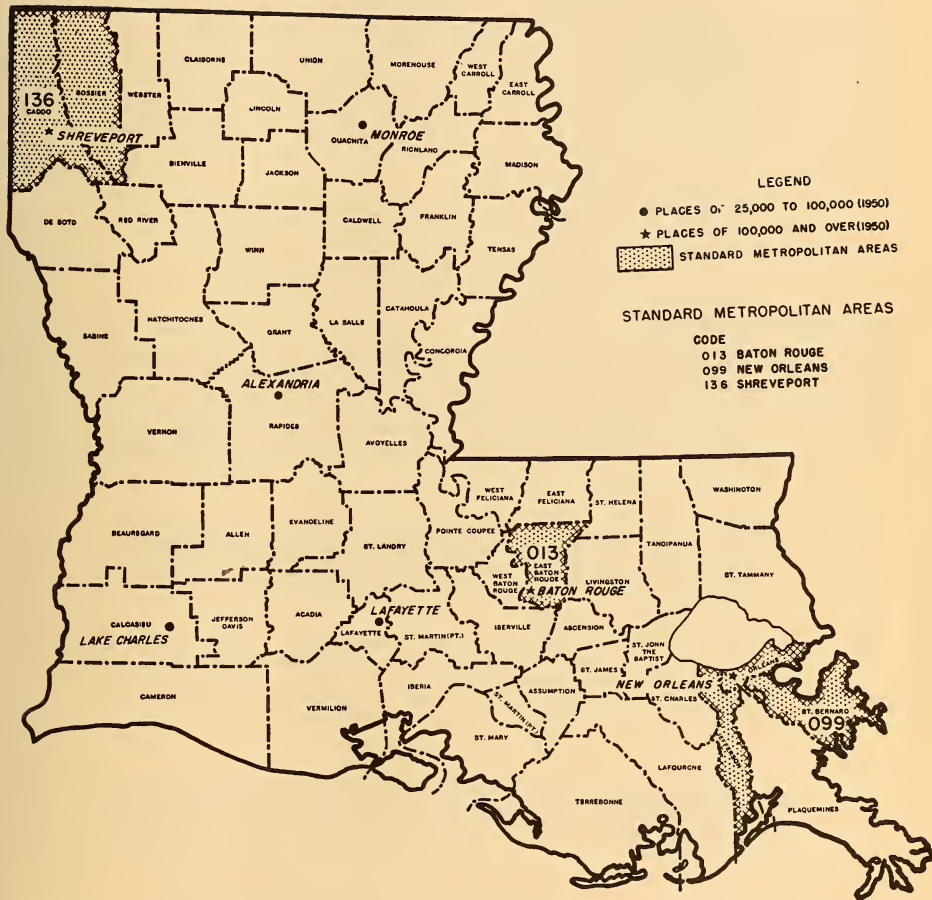 CLAIBORNE
UNION
MOREHOUSE
WEST
CARROLL
EAST
CARROLL
BOSSIER
WEBSTER
136
CADDO
LINCOLN
SHREVEPORT
OUACHITA
MONROE
RICHLAND
BIENVILLE
JACKSON
MADISON
LEGEND
PLACES OF 25,000 TO 100,000 (1950)
PLACES OF 100,000 AND OVER (1950)
STANDARD METROPOLITAN AREAS
DE SOTO
RED RIVER
CALDWELL
FRANKLIN
TENSAS
WINN
NATCHITOCHES
LA SALLE
CATAHOULA
SABINE
GRANT
CONCORDIA
STANDARD METROPOLITAN AREAS
CODE
013 BATON ROUGE
099 NEW ORLEANS
136 SHREVEPORT
ALEXANDRIA
VERNON
RAPIDES
AVOYELLES
WEST
FELICIANA
EAST
FELICIANA
ST. HELENA
WASHINGTON
BEAUREGARD
ALLEN
EVANGELINE
ST. LANDRY
POINTE COUPEE
TANGIPAHOA
013
EAST
BATON
ROUGE
WEST
BATON
ROUGE
BATON ROUGE
LIVINGSTON
ST. TAMMANY
CALCASIEU
LAKE CHARLES
JEFFERSON
DAVIS
ACADIA
LAFAYETTE
LAFAYETTE
ST. MARTIN (PT.)
IBERVILLE
ASCENSION
ST. JOHN
THE
BAPTIST
ST. JAMES
NEW ORLEANS
ORLEANS
ST. CHARLES
CAMERON
VERMILION
IBERIA
ST. MARTIN (PT.)
ASSUMPTION
ST. MARY
ST. BERNARD
099
LAFOURCHE
TERREBONNE
PLAQUEMINES